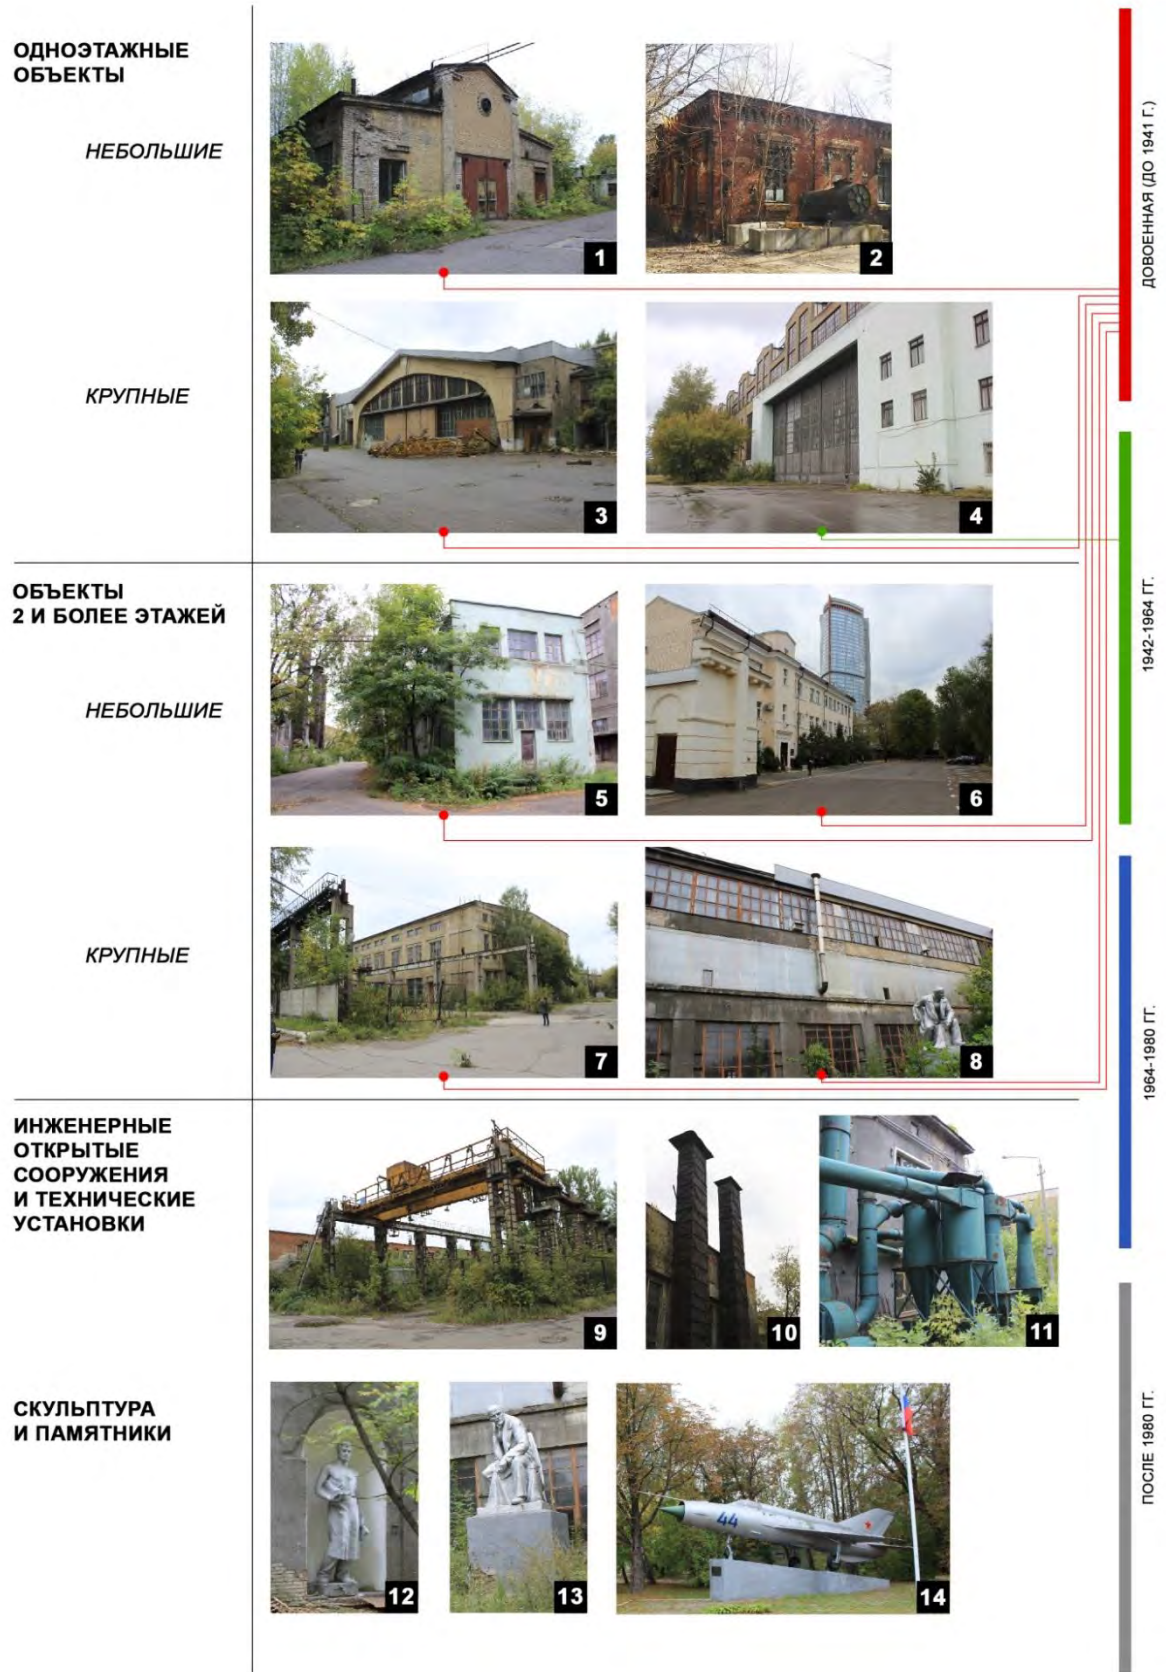 ОДНОЭТАЖНЫЕ
ОБЪЕКТЫ
НЕБОЛЬШИЕ
1
2
КРУПНЫЕ
3
4
ОБЪЕКТЫ
2 И БОЛЕЕ ЭТАЖЕЙ
НЕБОЛЬШИЕ
5
6
КРУПНЫЕ
7
8
ИНЖЕНЕРНЫЕ
ОТКРЫТЫЕ
СООРУЖЕНИЯ
И ТЕХНИЧЕСКИЕ
УСТАНОВКИ
9
10
11
СКУЛЬПТУРА
И ПАМЯТНИКИ
12
13
44
14
ДОВОЕННАЯ (ДО 1941 Г.)
1942-1964 ГГ.
1964-1980 ГГ.
ПОСЛЕ 1980 ГГ.